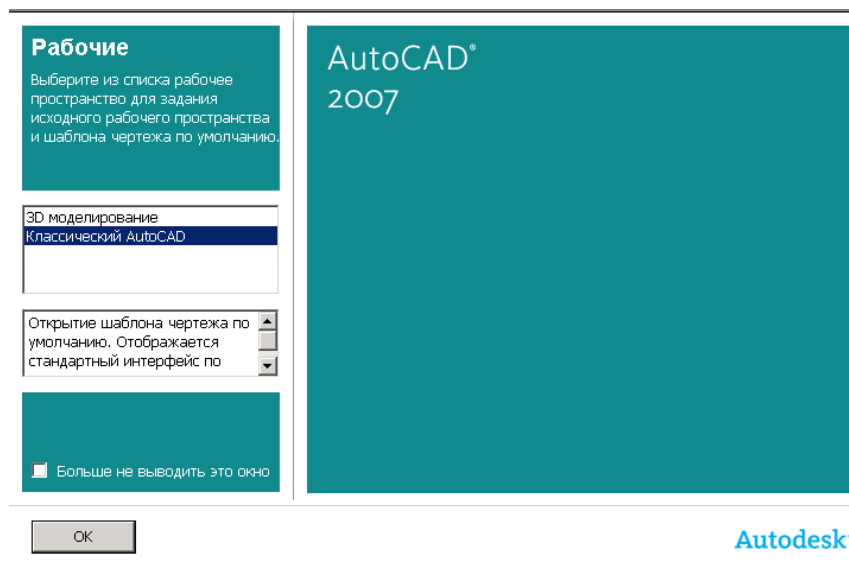 Рабочие
Выберите из списка рабочее
пространство для задания
исходного рабочего пространства
и шаблона чертежа по умолчанию.
3D моделирование
Классический AutoCAD
Открытие шаблона чертежа по
умолчанию. Отображается
стандартный интерфейс по
Больше не выводить это окно
OK
AutoCAD®
2007
Autodesk